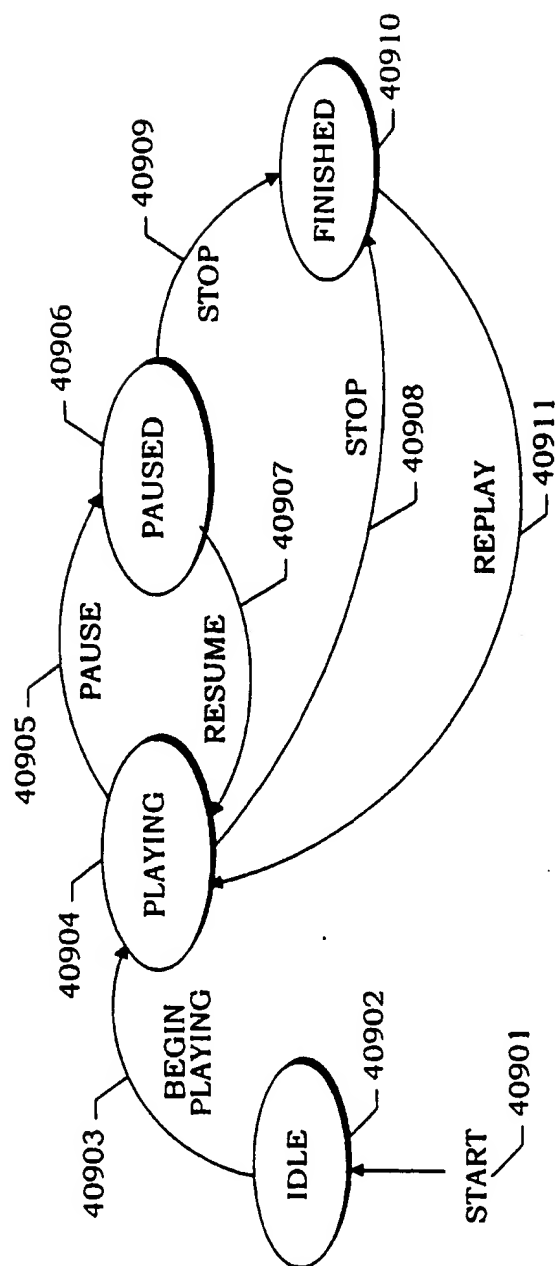 START
40901
IDLE
40902
BEGIN
PLAYING
40903
PLAYING
40904
PAUSE
40905
PAUSED
40906
RESUME
40907
STOP
40908
STOP
40909
FINISHED
40910
REPLAY
40911